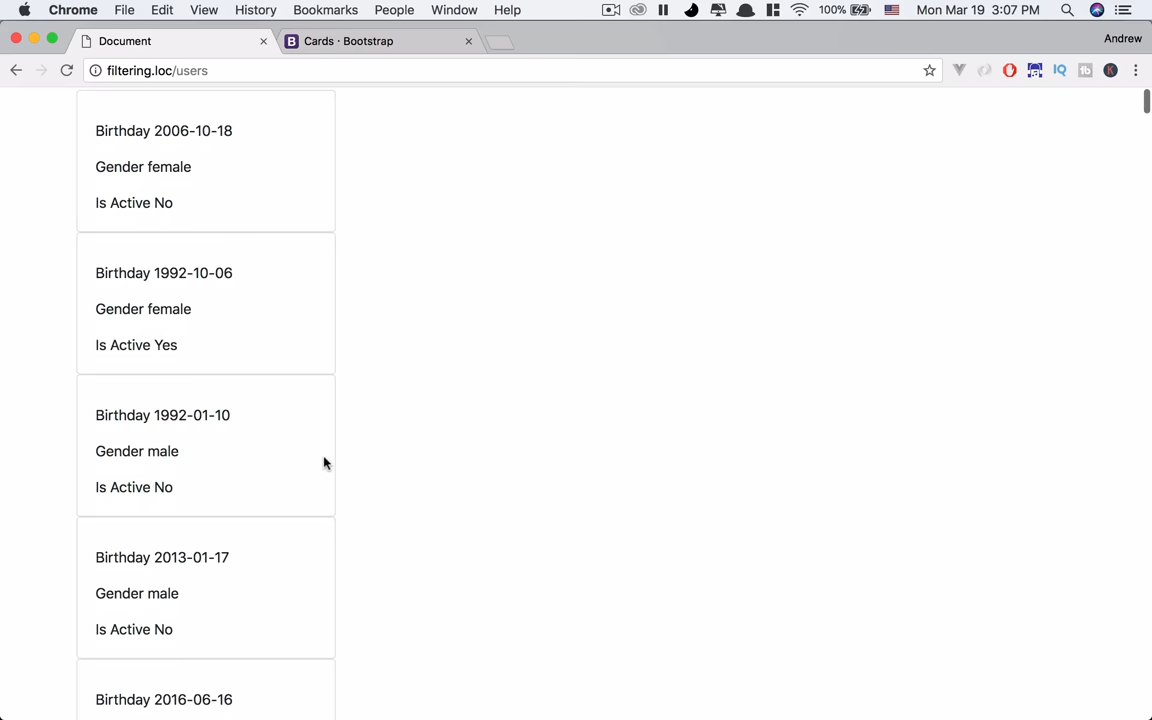 Chrome File Edit View History Bookmarks People Window Help 100% Mon Mar 19 3:07 PM
Document B Cards · Bootstrap Andrew
filtering.loc/users IQ tb K
Birthday 2006-10-18
Gender female
Is Active No
Birthday 1992-10-06
Gender female
Is Active Yes
Birthday 1992-01-10
Gender male
Is Active No
Birthday 2013-01-17
Gender male
Is Active No
Birthday 2016-06-16